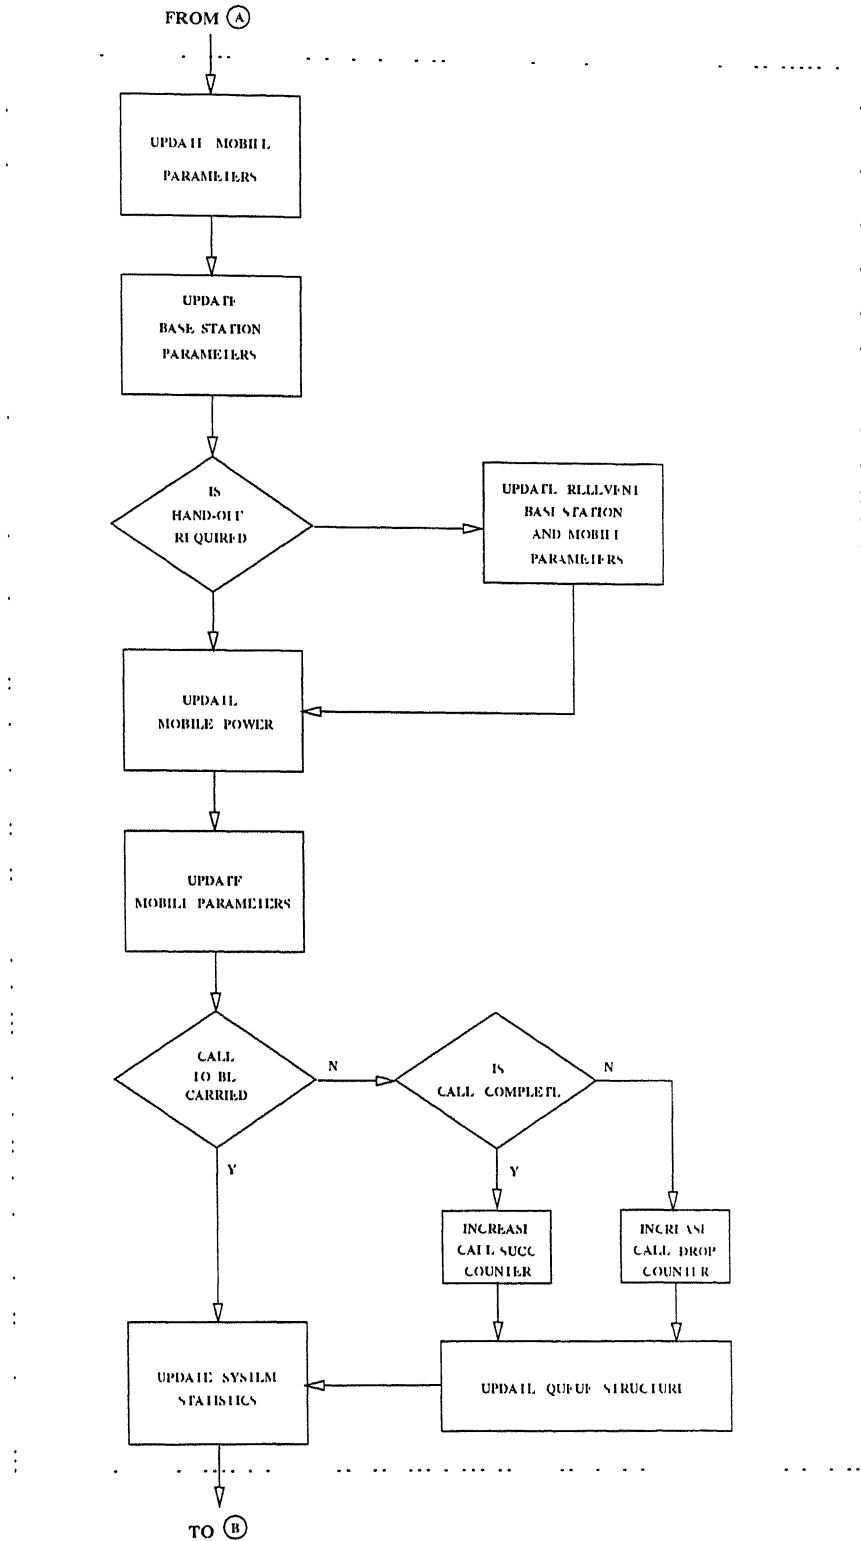 FROM A
UPDATE MOBILE
PARAMETERS
UPDATE
BASE STATION
PARAMETERS
IS
HAND-OFF
REQUIRED
UPDATE RELEVENT
BASE STATION
AND MOBILE
PARAMETERS
UPDATE
MOBILE POWER
UPDATE
MOBILE PARAMETERS
CALL
TO BE
CARRIED
N
IS
CALL COMPLETE
N
Y
Y
INCREASE
CALL SUCC
COUNTER
INCREASE
CALL DROP
COUNTER
UPDATE SYSTEM
STATISTICS
UPDATE QUEUE STRUCTURE
TO B